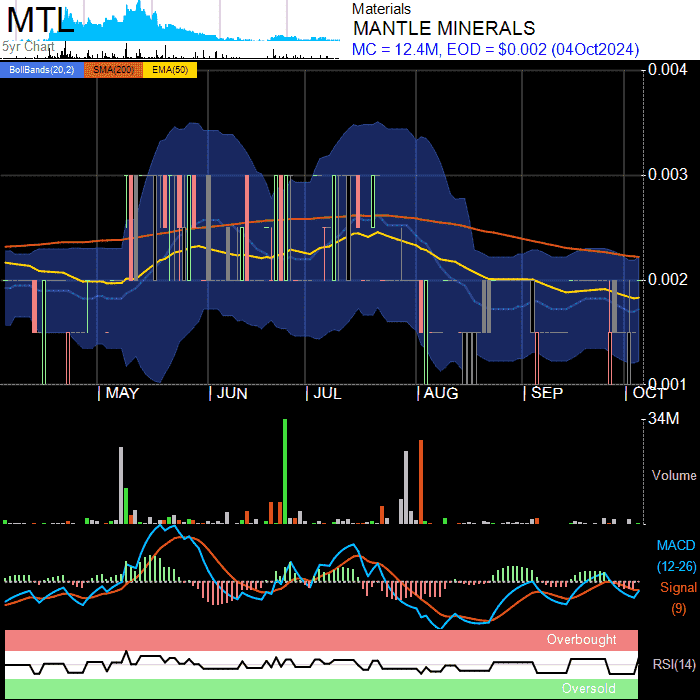 MTL
5yr Chart
Materials
MANTLE MINERALS
MC = 12.4M, EOD = $0.002 (04Oct2024)
BollBands(20,2) SMA(200) EMA(50)
0.004
0.003
0.002
0.001
MAY JUN JUL AUG SEP OCT
34M
Volume
MACD
(12-26)
Signal
(9)
Overbought
RSI(14)
Oversold